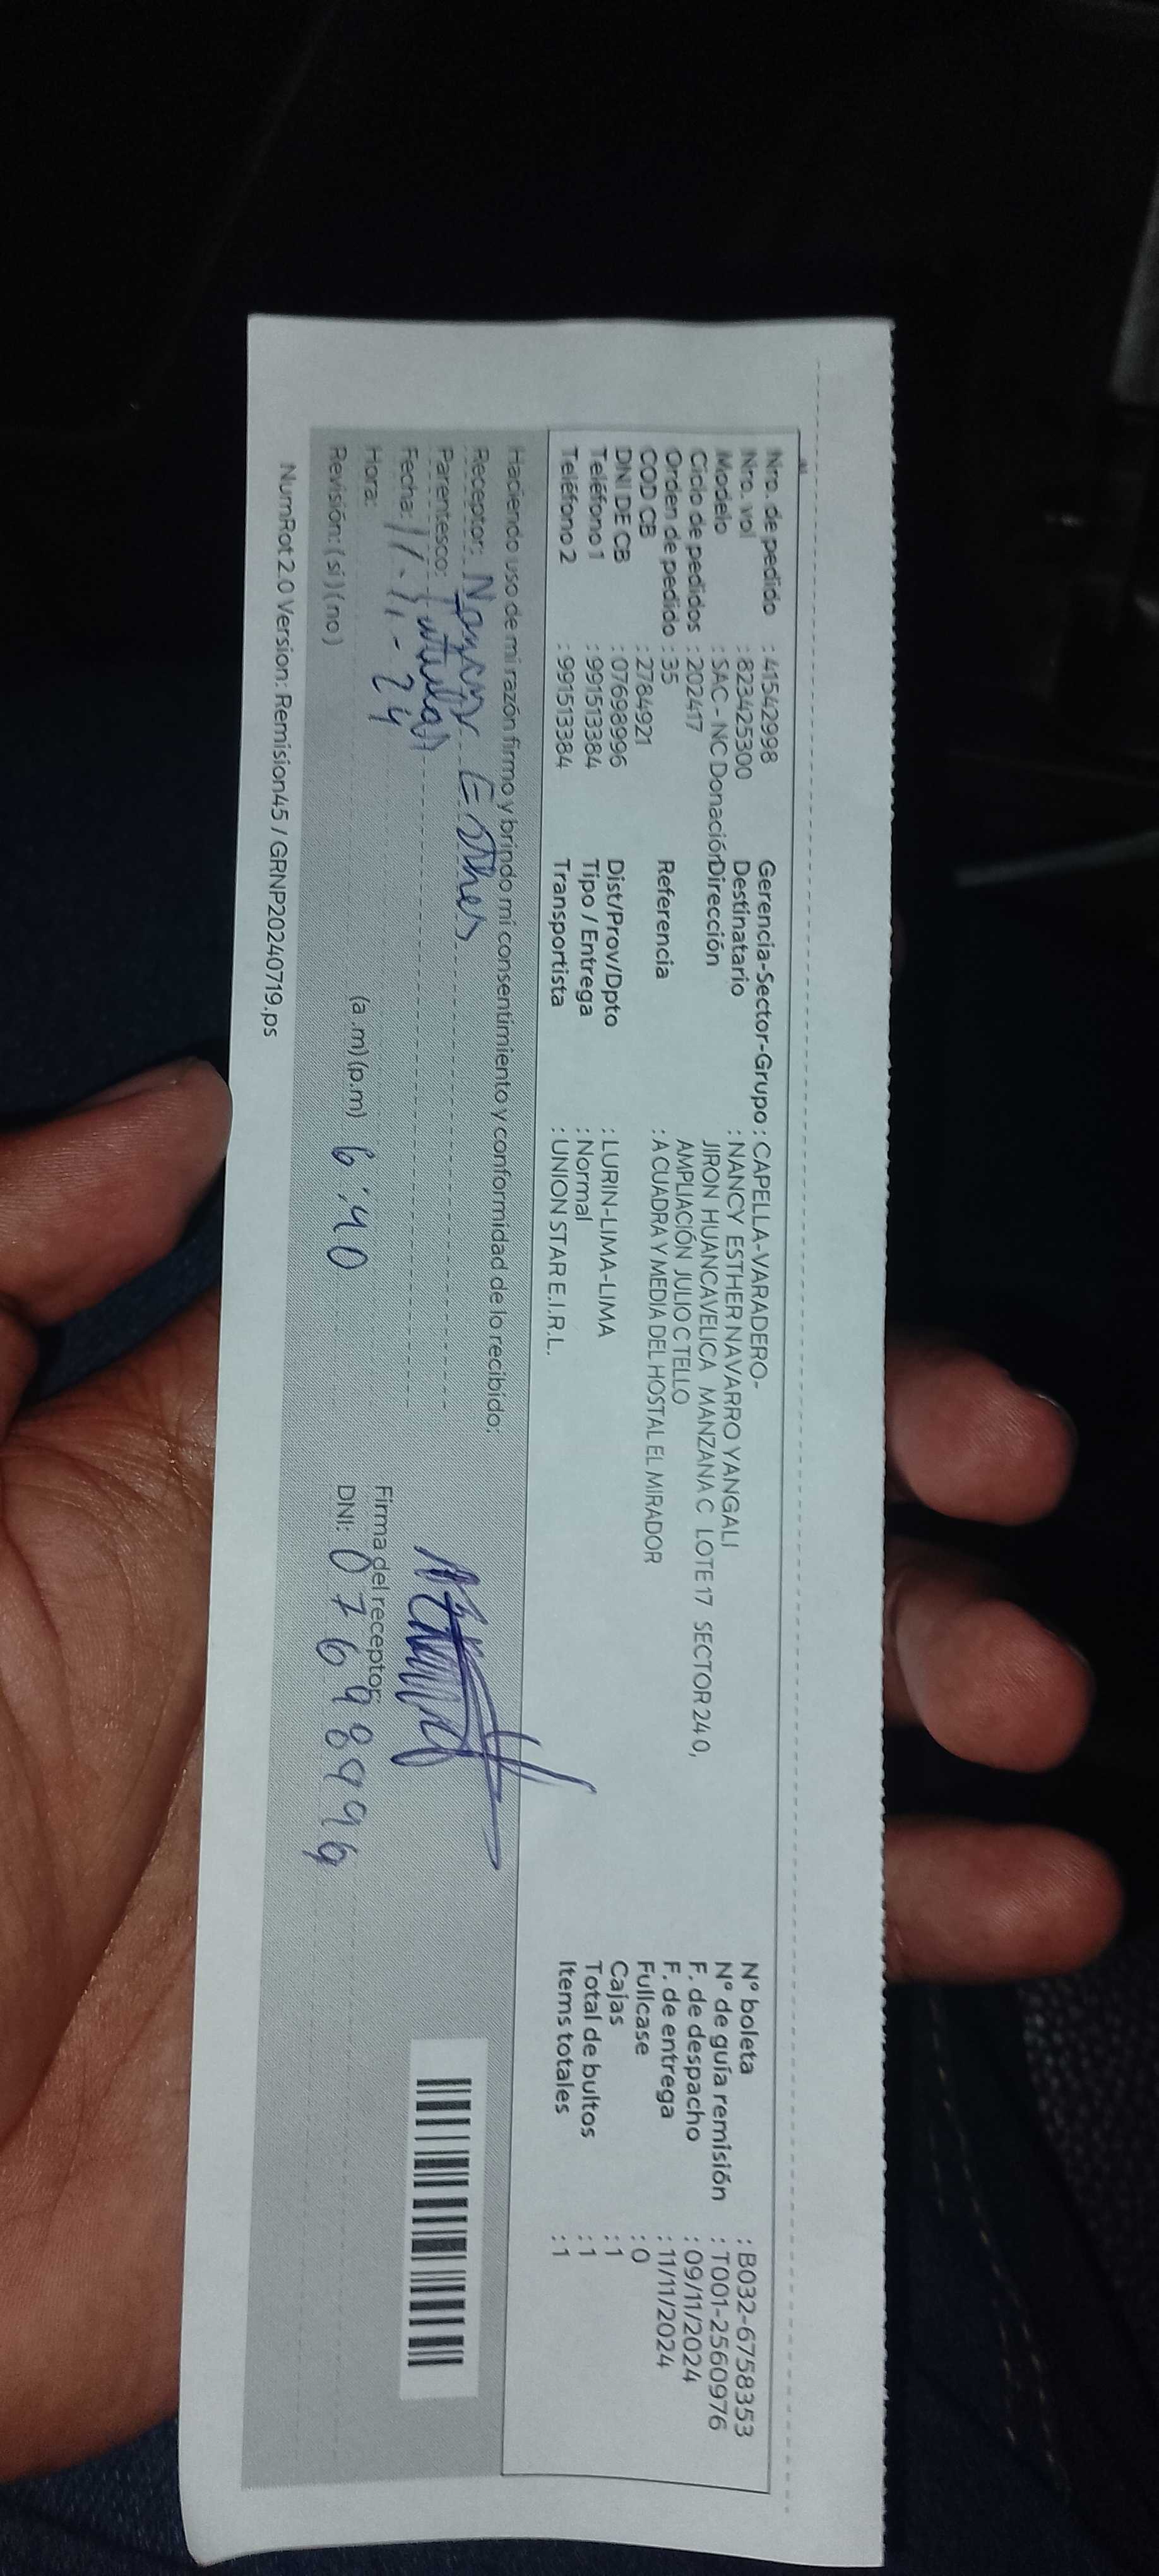 Nro. de pedido : 41542998
Nro. vol : 823425300
Modelo : SAC - NC Donación
Ciclo de pedidos : 202417
Orden de pedido : 35
COD CB : 2784921
DNI DE CB : 07698996
Teléfono 1 : 991513384
Teléfono 2 : 991513384
Gerencia-Sector-Grupo : CAPELLA-VARADERO-
Destinatario : NANCY ESTHER NAVARRO YANGALI
Dirección JIRON HUANCAVELICA MANZANA C LOTE 17 SECTOR 24 0,
AMPLIACIÓN JULIO C TELLO
Referencia : A CUADRA Y MEDIA DEL HOSTAL EL MIRADOR
Dist/Prov/Dpto : LURIN-LIMA-LIMA
Tipo / Entrega : Normal
Transportista : UNION STAR E.I.R.L.
N° boleta : B032-6758353
N° de guía remisión : T001-2560976
F. de despacho : 09/11/2024
F. de entrega : 11/11/2024
Fullcase : 0
Cajas : 1
Total de bultos : 1
Items totales : 1
Haciendo uso de mi razón firmo y brindo mi consentimiento y conformidad de lo recibido:
Receptor: Esther
Parentesco: titular
Fecha: 11-11-24
Hora: (a.m) (p.m) 6:40
Revisión: ( si ) ( no )
Firma del receptor:
DNI: 07698996
NumRot 2.0 Version: Remision45 / GRNP20240719.ps